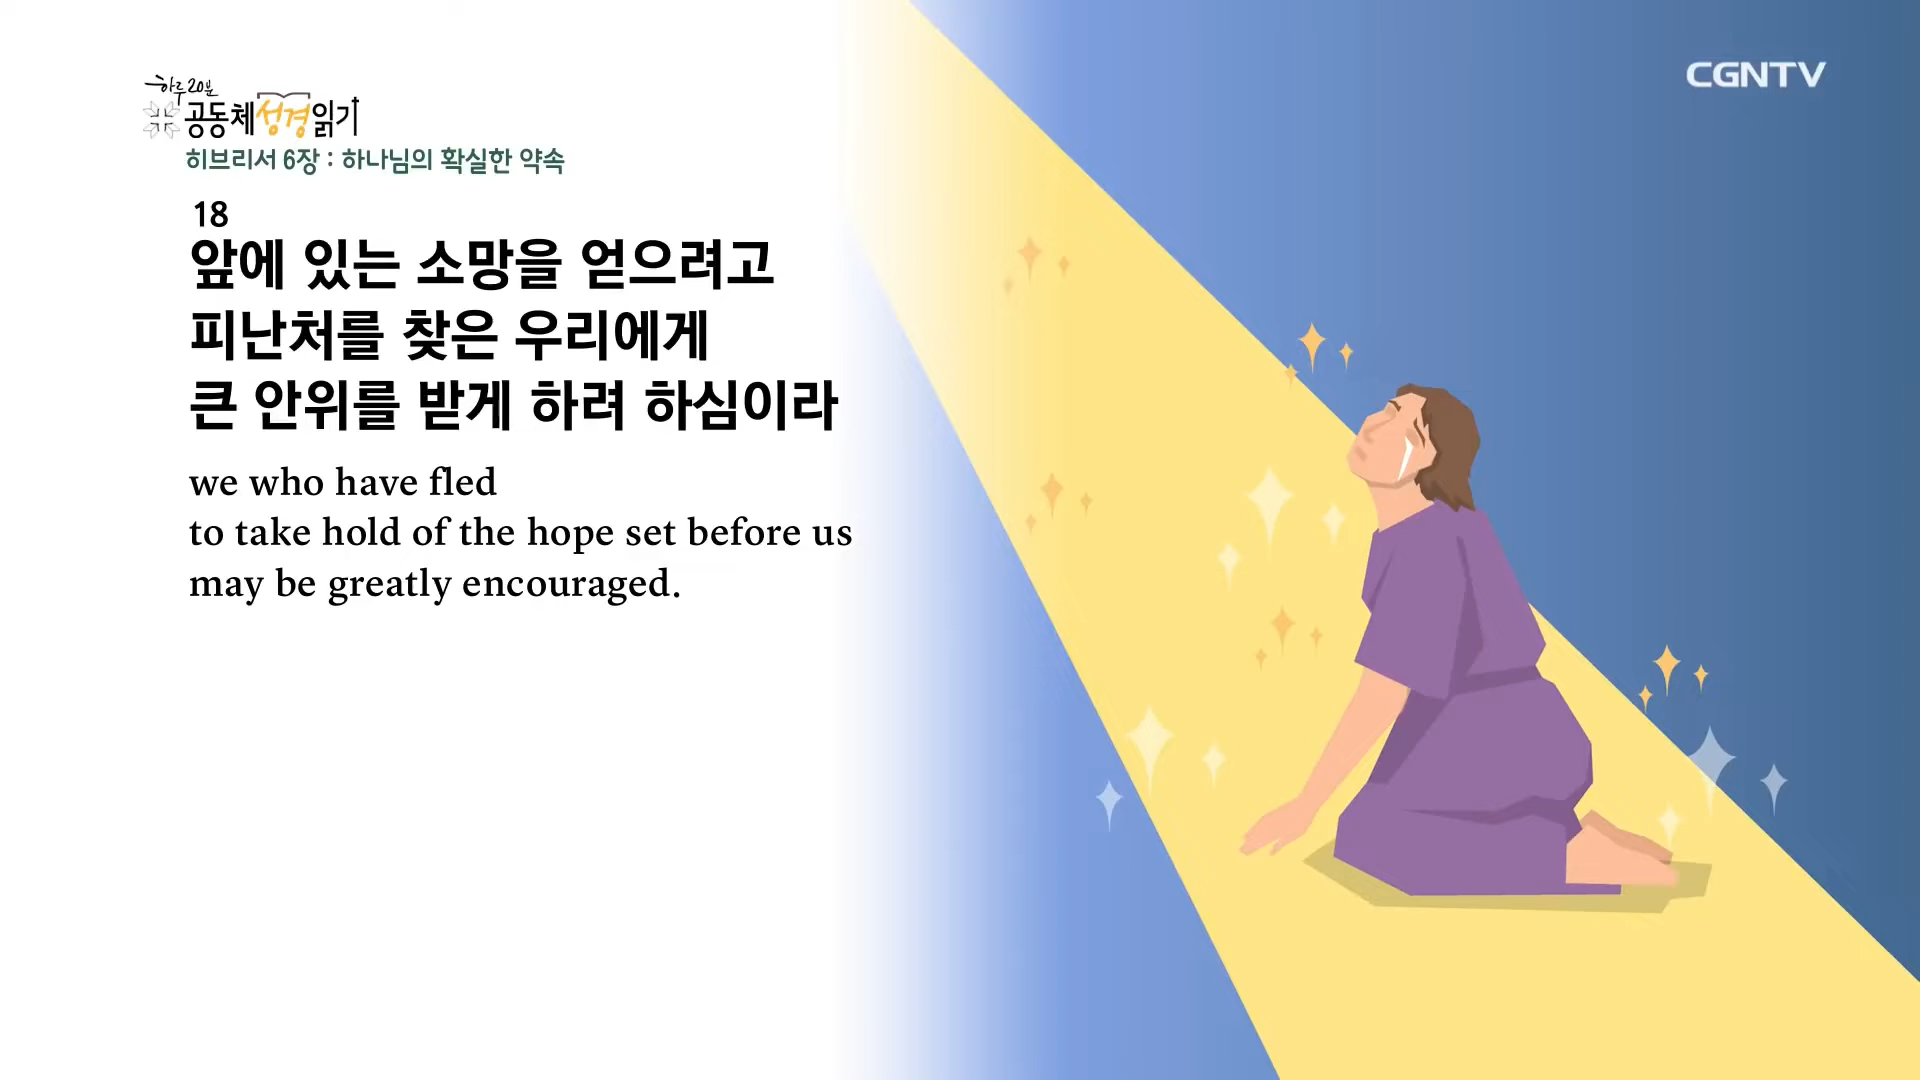 하루 20분
공동체성경읽기
CGNTV
히브리서 6장 : 하나님의 확실한 약속
18
앞에 있는 소망을 얻으려고
피난처를 찾은 우리에게
큰 안위를 받게 하려 하심이라
we who have fled
to take hold of the hope set before us
may be greatly encouraged.